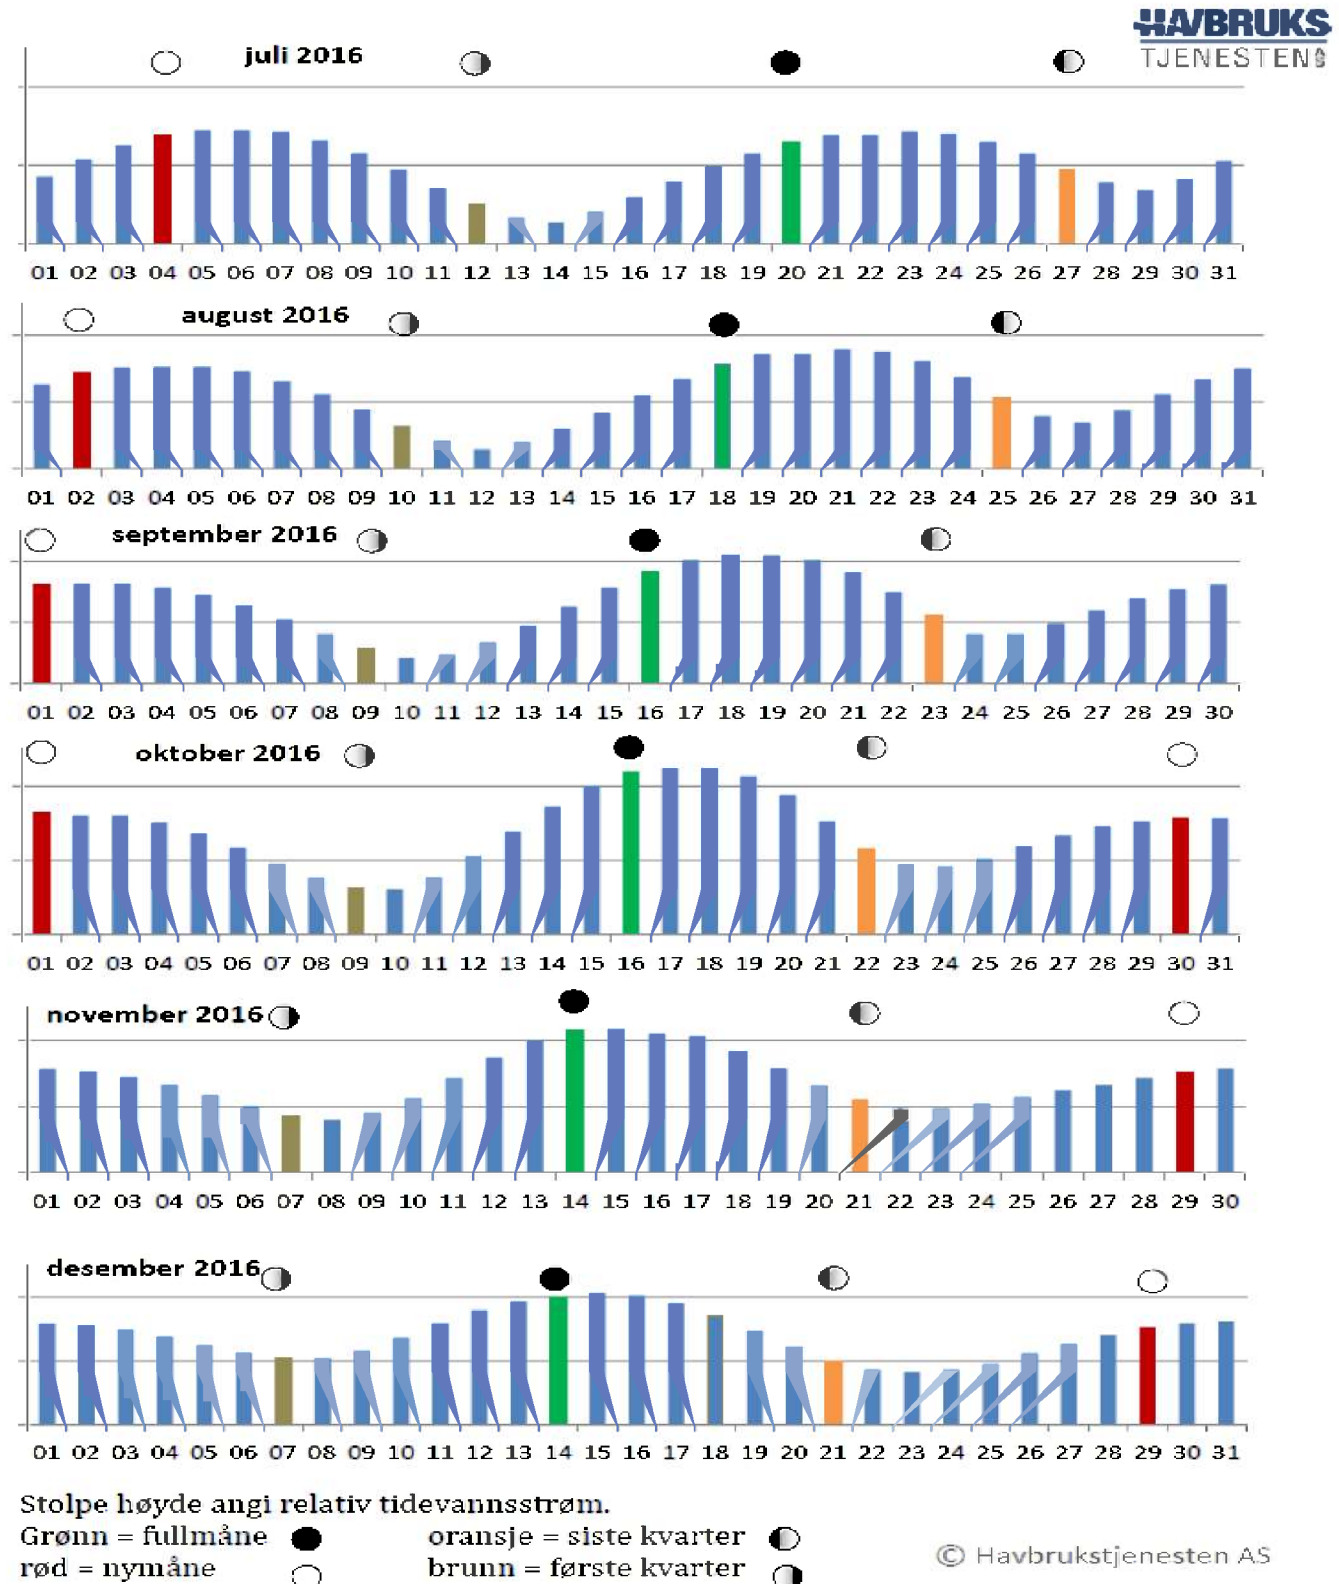 HAVBRUKS
TJENESTEN AS
juli 2016
01 02 03 04 05 06 07 08 09 10 11 12 13 14 15 16 17 18 19 20 21 22 23 24 25 26 27 28 29 30 31
august 2016
01 02 03 04 05 06 07 08 09 10 11 12 13 14 15 16 17 18 19 20 21 22 23 24 25 26 27 28 29 30 31
september 2016
01 02 03 04 05 06 07 08 09 10 11 12 13 14 15 16 17 18 19 20 21 22 23 24 25 26 27 28 29 30
oktober 2016
01 02 03 04 05 06 07 08 09 10 11 12 13 14 15 16 17 18 19 20 21 22 23 24 25 26 27 28 29 30 31
november 2016
01 02 03 04 05 06 07 08 09 10 11 12 13 14 15 16 17 18 19 20 21 22 23 24 25 26 27 28 29 30
desember 2016
01 02 03 04 05 06 07 08 09 10 11 12 13 14 15 16 17 18 19 20 21 22 23 24 25 26 27 28 29 30 31
Stolpe høyde angi relativ tidevannsstrøm.
Grønn = fullmåne oransje = siste kvarter
rød = nymåne brunn = første kvarter
© Havbrukstjenesten AS